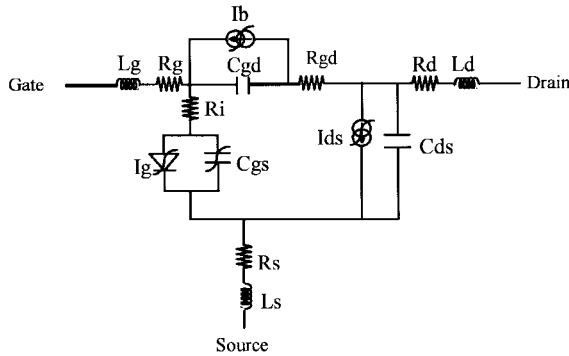 Ib
Lg Rg Cgd Rgd Rd Ld
Gate Drain
Ri
Ids Cds
Ig Cgs
Rs
Ls
Source